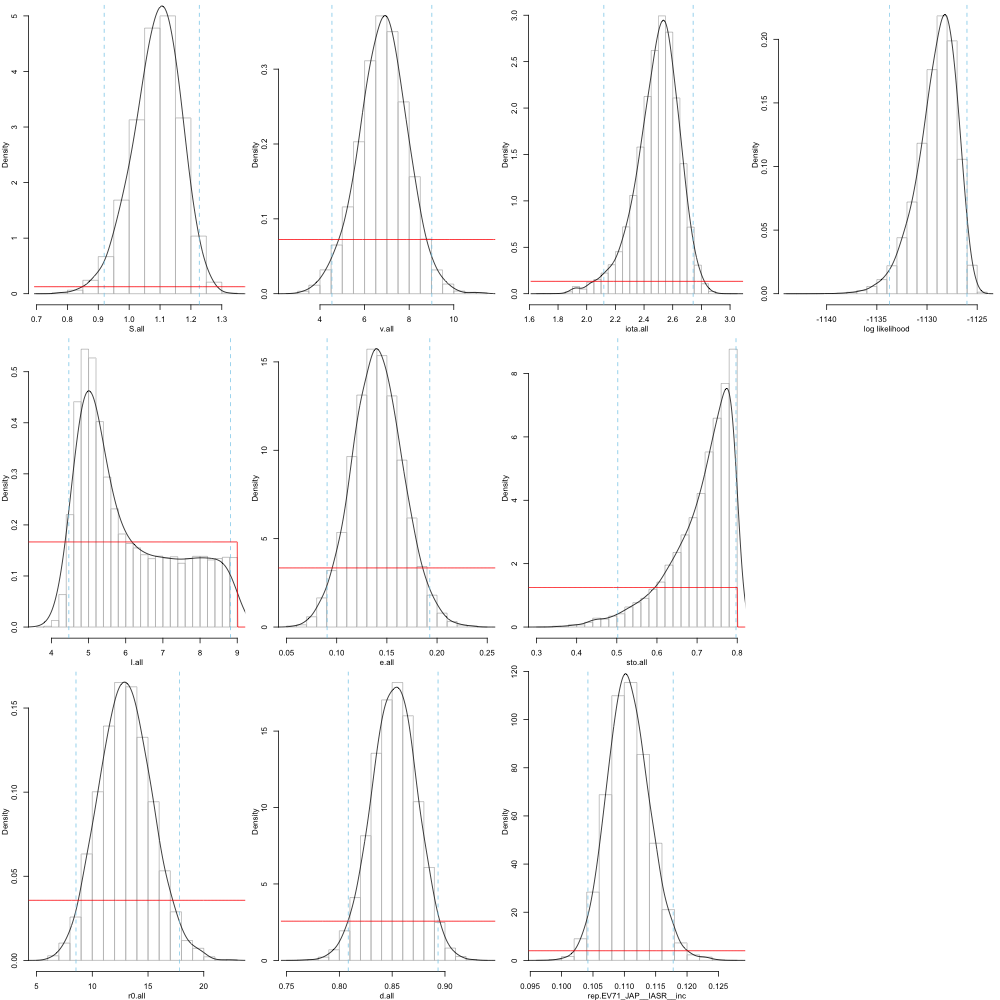 Density
0 1 2 3 4 5
0.7 0.8 0.9 1.0 1.1 1.2 1.3
S.all
Density
0.0 0.1 0.2 0.3
4 6 8 10
v.all
Density
0.0 0.5 1.0 1.5 2.0 2.5 3.0
1.6 1.8 2.0 2.2 2.4 2.6 2.8 3.0
iota.all
Density
0.00 0.05 0.10 0.15 0.20
-1140 -1135 -1130 -1125
log likelihood
Density
0.0 0.1 0.2 0.3 0.4 0.5
4 5 6 7 8 9
l.all
Density
0 5 10 15
0.05 0.10 0.15 0.20 0.25
e.all
Density
0 2 4 6 8
0.3 0.4 0.5 0.6 0.7 0.8
sto.all
Density
0.00 0.05 0.10 0.15
5 10 15 20
r0.all
Density
0 5 10 15
0.75 0.80 0.85 0.90
d.all
Density
0 20 40 60 80 100 120
0.095 0.100 0.105 0.110 0.115 0.120 0.125
rep.EV71_JAP__IASR__inc